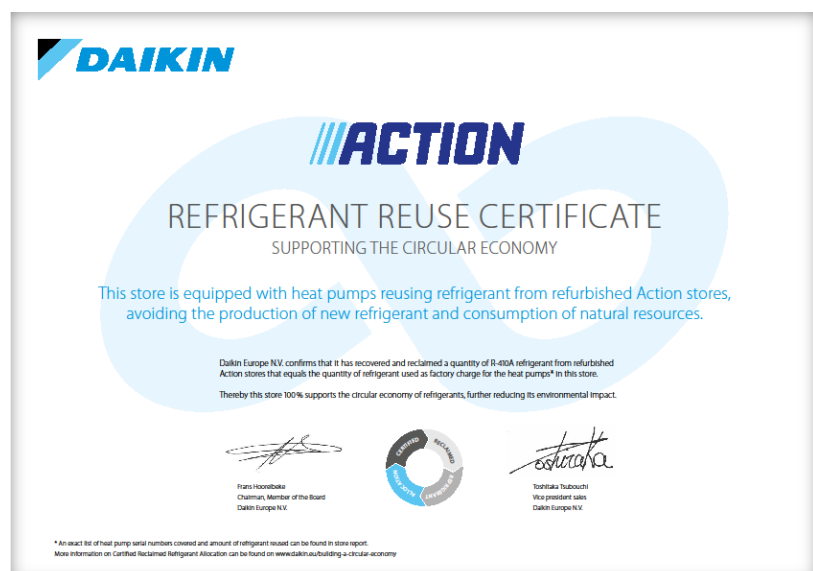 DAIKIN
ACTION
REFRIGERANT REUSE CERTIFICATE
SUPPORTING THE CIRCULAR ECONOMY
This store is equipped with heat pumps reusing refrigerant from refurbished Action stores,
avoiding the production of new refrigerant and consumption of natural resources.
Daikin Europe N.V. confirms that it has recovered and reclaimed a quantity of R-410A refrigerant from refurbished
Action stores that equals the quantity of refrigerant used as factory charge for the heat pumps* in this store.
Thereby this store 100% supports the circular economy of refrigerants, further reducing its environmental impact.
CERTIFIED
RECLAIMED
REFRIGERANT
ALLOCATION
Frans Hoorelbeke
Chairman, Member of the Board
Daikin Europe N.V.
Toshitaka Tsubouchi
Vice president sales
Daikin Europe N.V.
* An exact list of heat pump serial numbers covered and amount of refrigerant reused can be found in store report.
More information on Certified Reclaimed Refrigerant Allocation can be found on www.daikin.eu/building-a-circular-economy